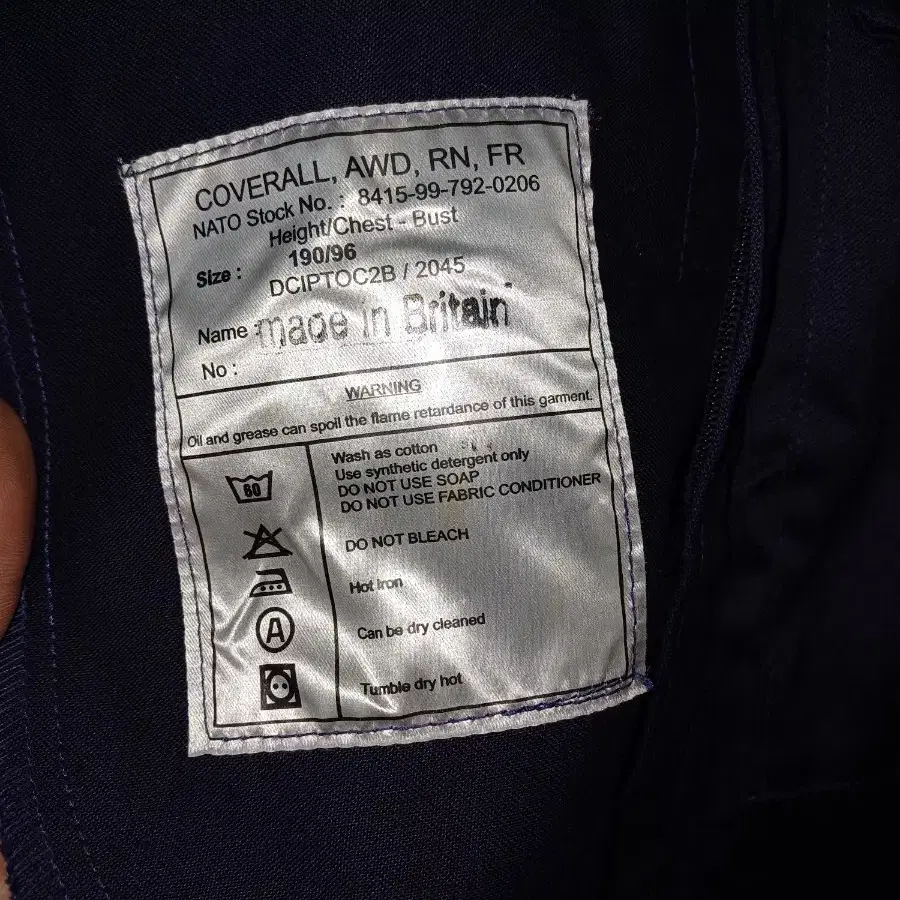 COVERALL, AWD, RN, FR
NATO Stock No. : 8415-99-792-0206
Height/Chest - Bust
Size : 190/96
DCIPTOC2B / 2045
Name : made in Britain
No :
WARNING
Oil and grease can spoil the flame retardance of this garment.
60
Wash as cotton
Use synthetic detergent only
DO NOT USE SOAP
DO NOT USE FABRIC CONDITIONER
DO NOT BLEACH
Hot Iron
A
Can be dry cleaned
Tumble dry hot